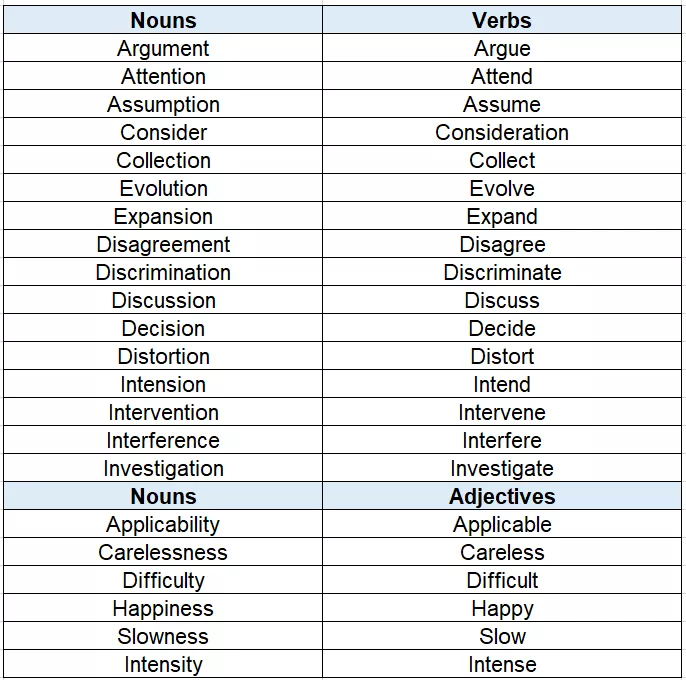 Nouns Verbs
Argument Argue
Attention Attend
Assumption Assume
Consider Consideration
Collection Collect
Evolution Evolve
Expansion Expand
Disagreement Disagree
Discrimination Discriminate
Discussion Discuss
Decision Decide
Distortion Distort
Intension Intend
Intervention Intervene
Interference Interfere
Investigation Investigate
Nouns Adjectives
Applicability Applicable
Carelessness Careless
Difficulty Difficult
Happiness Happy
Slowness Slow
Intensity Intense